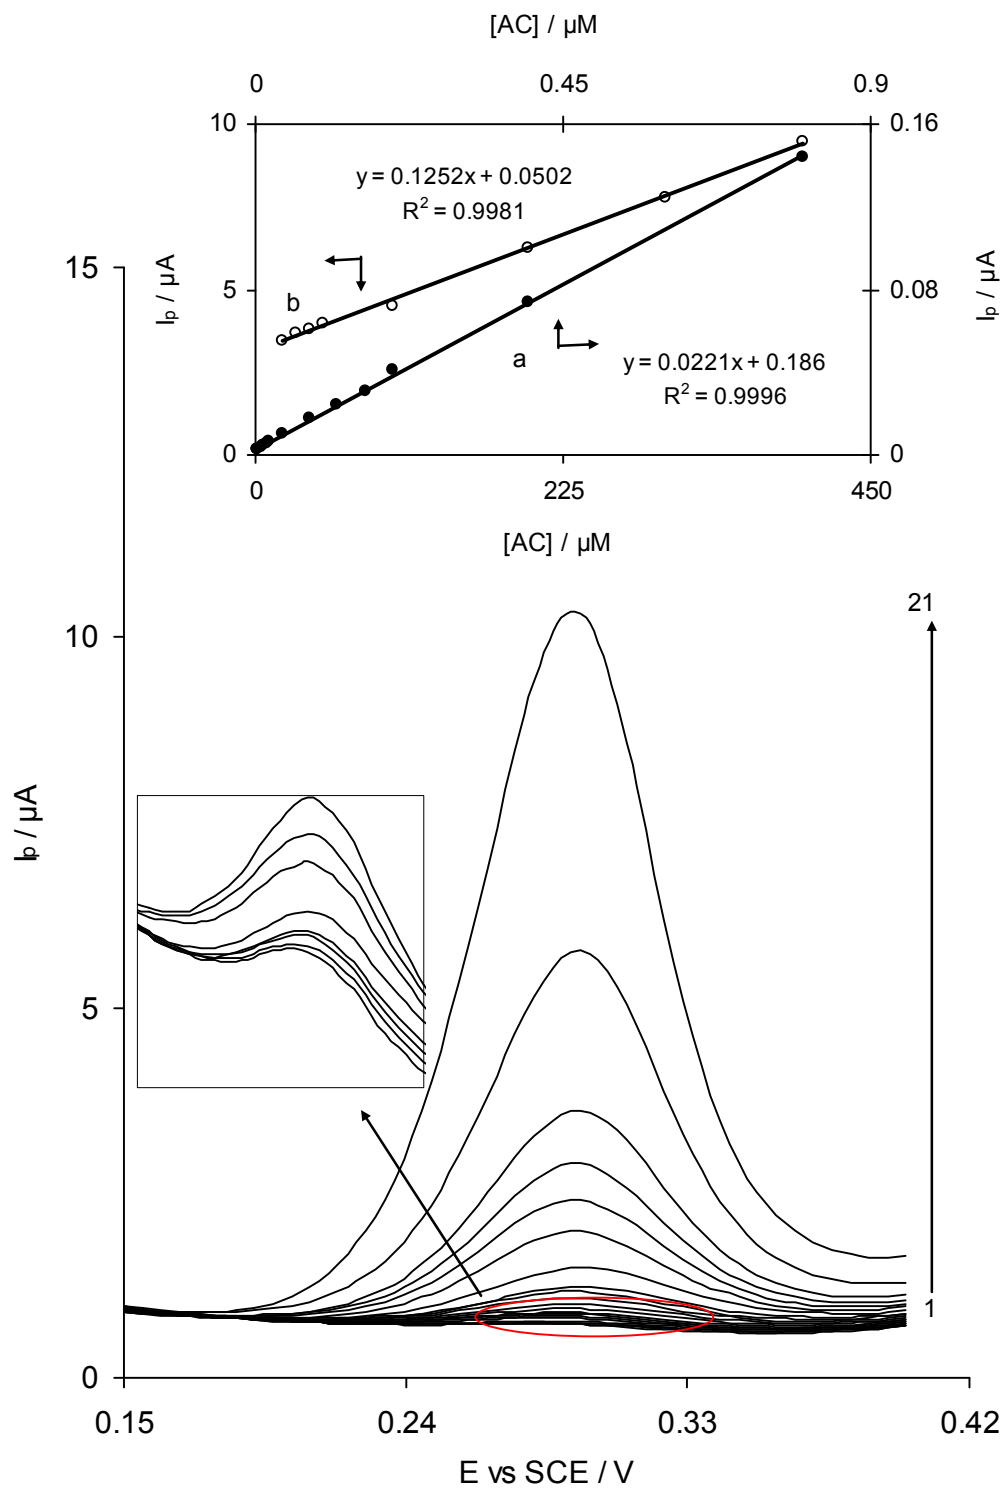 [AC] / µM
0 0.45 0.9
10 0.16
y = 0.1252x + 0.0502
R² = 0.9981
15
Ip / µA
Ip / µA
b
5 0.08
a
y = 0.0221x + 0.186
R² = 0.9996
0 0
0 225 450
[AC] / µM
21
10
Ip / µA
5
1
0
0.15 0.24 0.33 0.42
E vs SCE / V